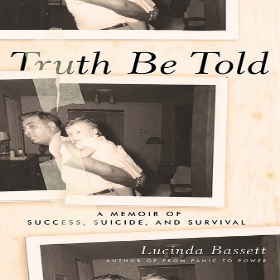 Truth Be Told
A MEMOIR OF
SUCCESS, SUICIDE, AND SURVIVAL
Lucinda Bassett
AUTHOR OF FROM PANIC TO POWER